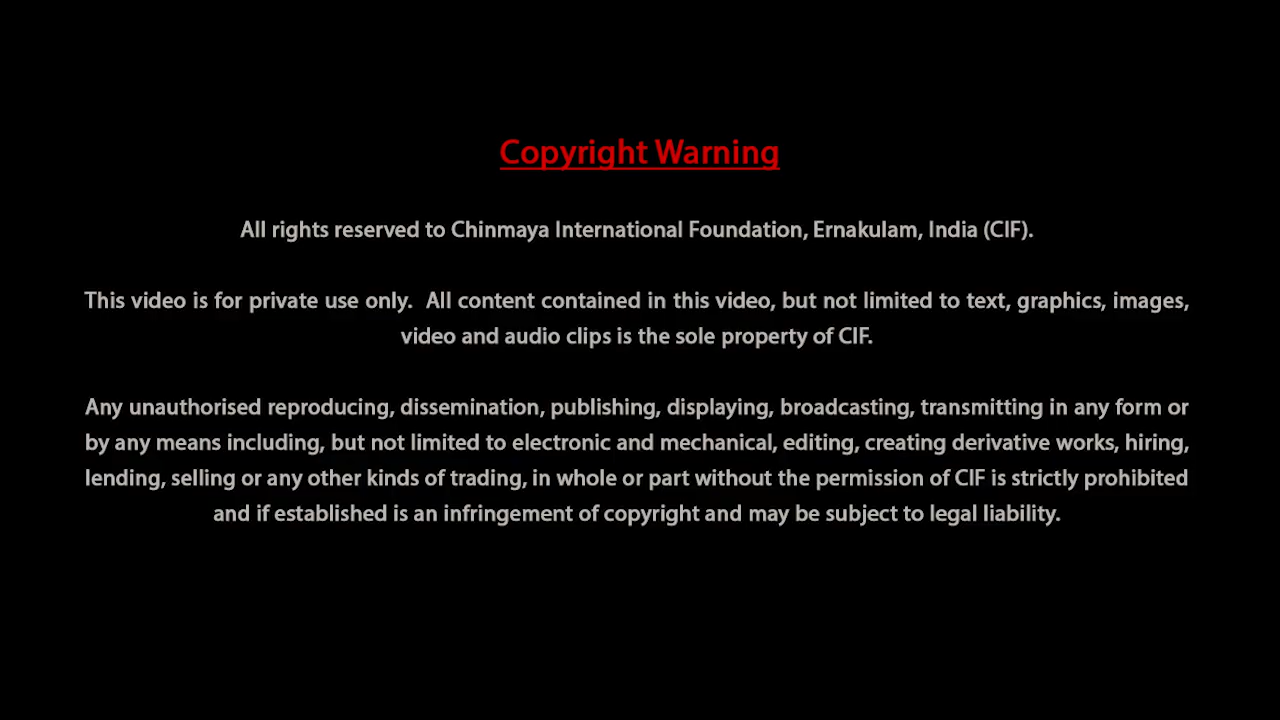 Copyright Warning
All rights reserved to Chinmaya International Foundation, Ernakulam, India (CIF).
This video is for private use only.  All content contained in this video, but not limited to text, graphics, images,
video and audio clips is the sole property of CIF.
Any unauthorised reproducing, dissemination, publishing, displaying, broadcasting, transmitting in any form or
by any means including, but not limited to electronic and mechanical, editing, creating derivative works, hiring,
lending, selling or any other kinds of trading, in whole or part without the permission of CIF is strictly prohibited
and if established is an infringement of copyright and may be subject to legal liability.